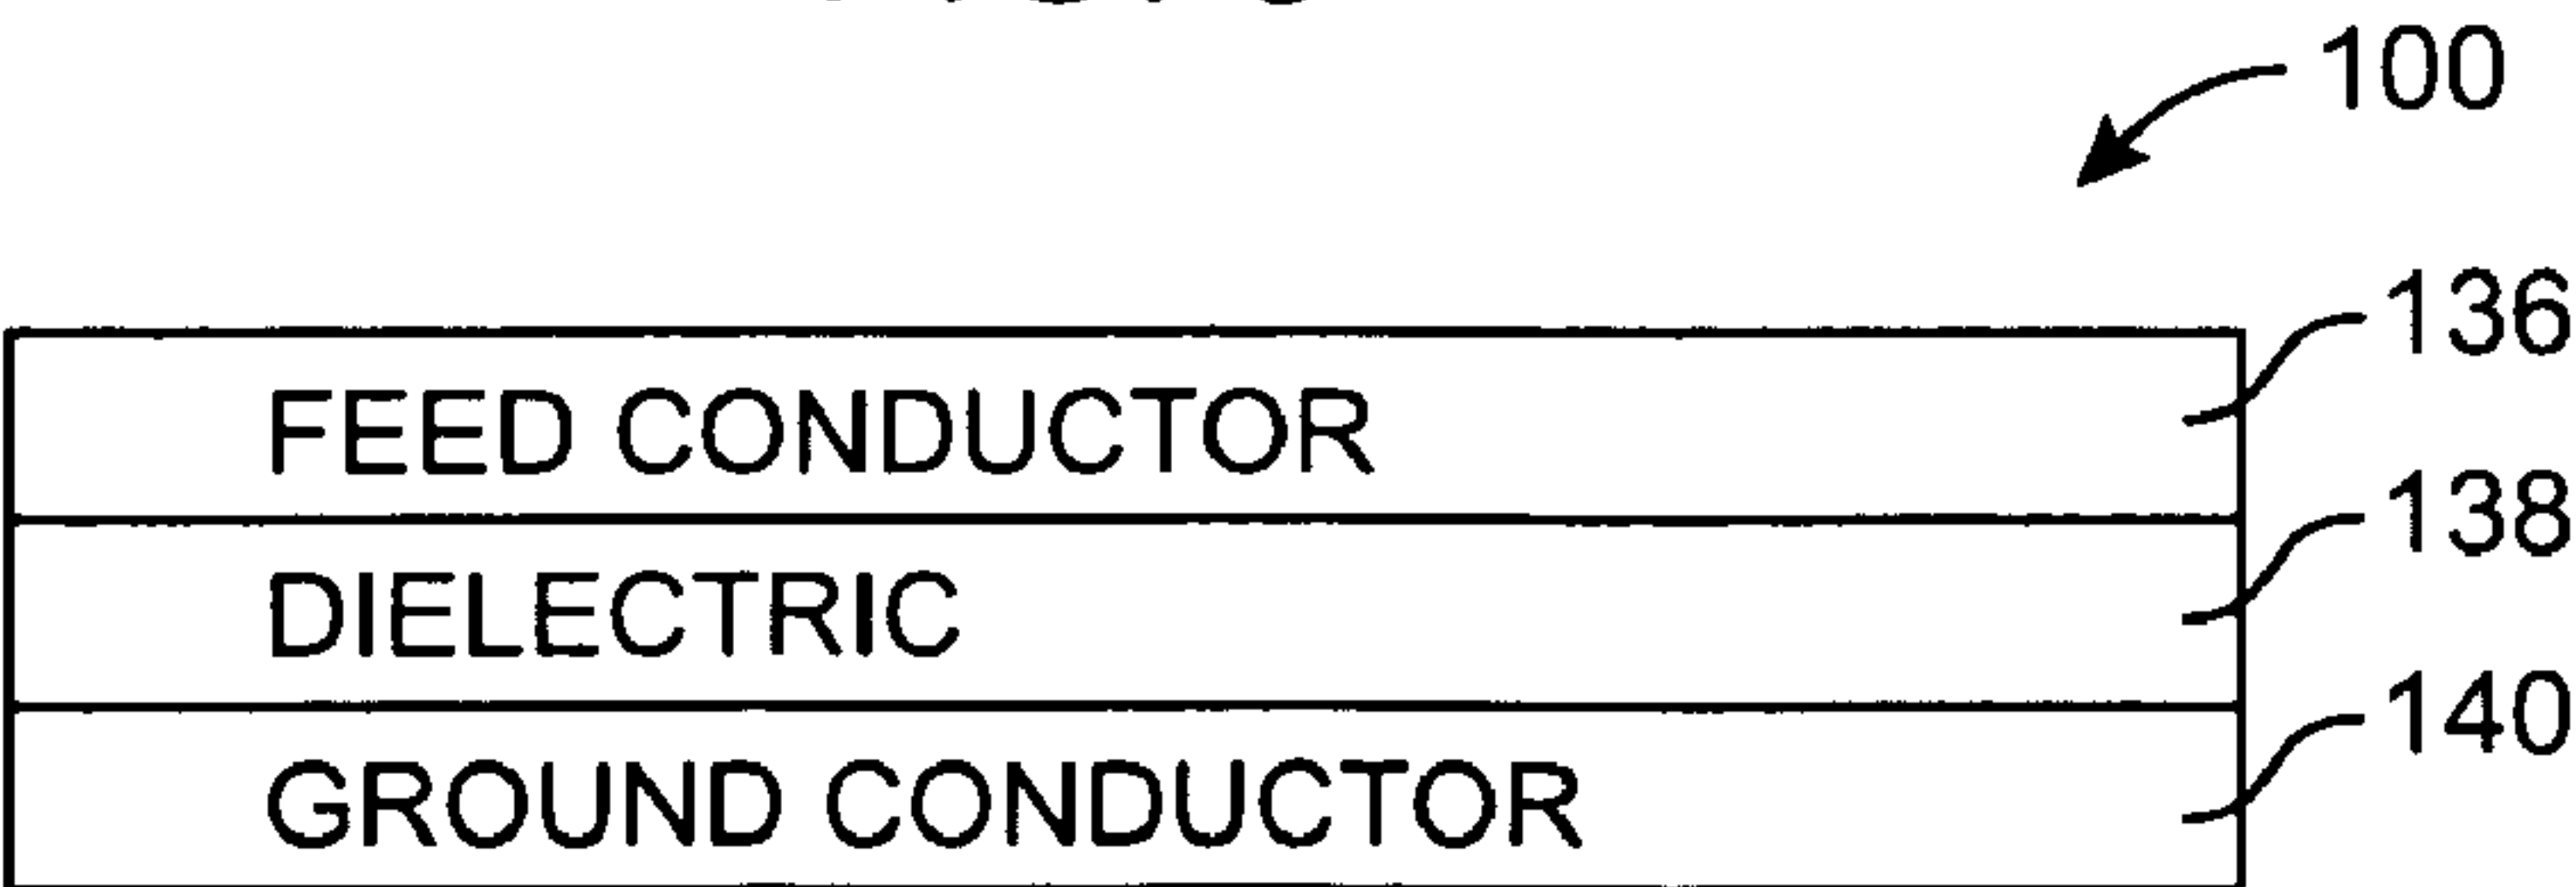 100
FEED CONDUCTOR 136
DIELECTRIC 138
GROUND CONDUCTOR 140